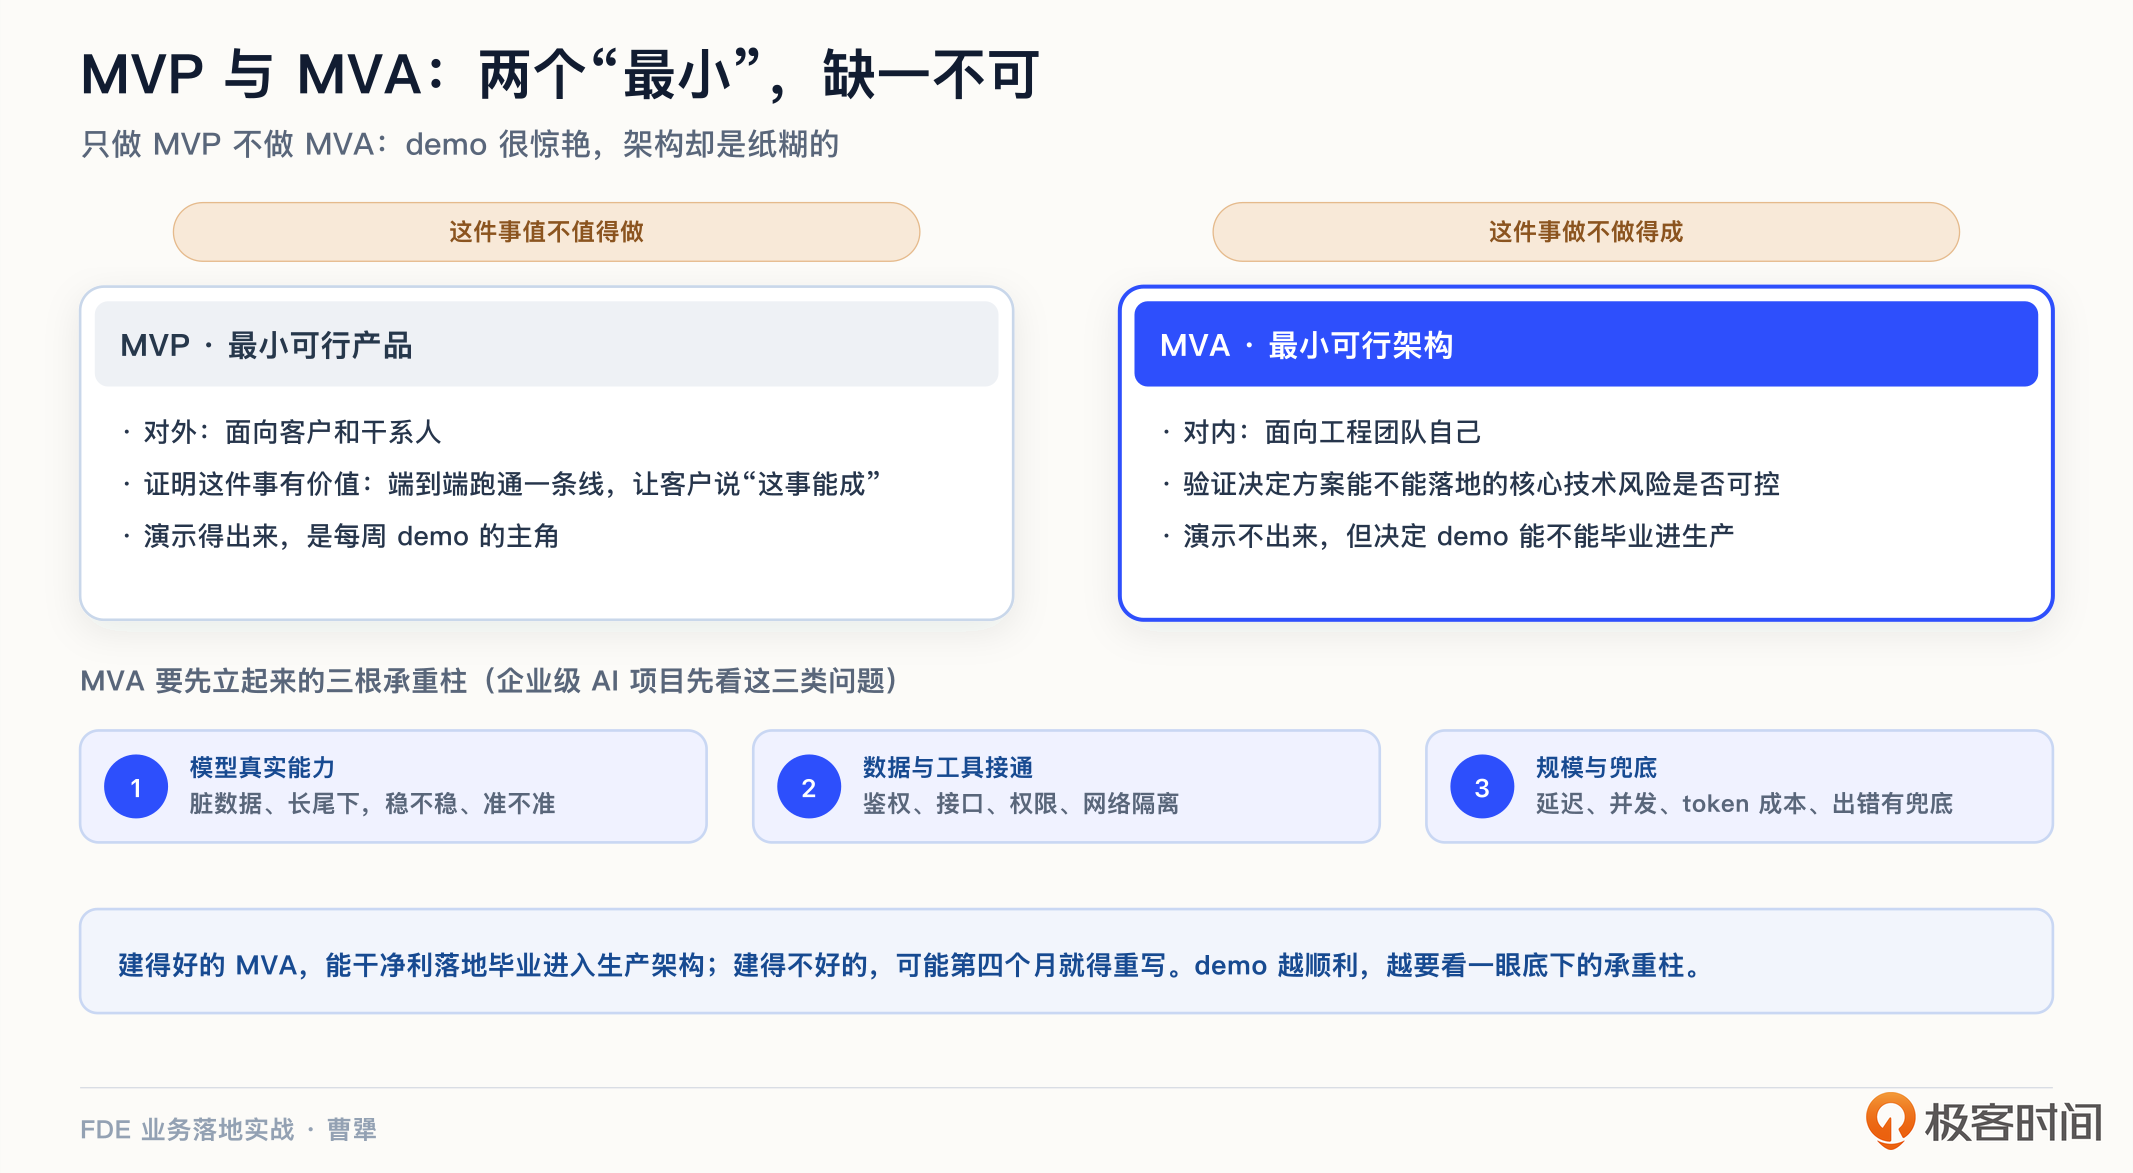 MVP 与 MVA：两个“最小”，缺一不可
只做 MVP 不做 MVA：demo 很惊艳，架构却是纸糊的
这件事值不值得做
MVP · 最小可行产品
· 对外：面向客户和干系人
· 证明这件事有价值：端到端跑通一条线，让客户说“这事能成”
· 演示得出来，是每周 demo 的主角
这件事做不做得成
MVA · 最小可行架构
· 对内：面向工程团队自己
· 验证决定方案能不能落地的核心技术风险是否可控
· 演示不出来，但决定 demo 能不能毕业进生产
MVA 要先立起来的三根承重柱（企业级 AI 项目先看这三类问题）
1
模型真实能力
脏数据、长尾下，稳不稳、准不准
2
数据与工具接通
鉴权、接口、权限、网络隔离
3
规模与兜底
延迟、并发、token 成本、出错有兜底
建得好的 MVA，能干净利落地毕业进入生产架构；建得不好的，可能第四个月就得重写。demo 越顺利，越要看一眼底下的承重柱。
FDE 业务落地实战 · 曹犟
极客时间